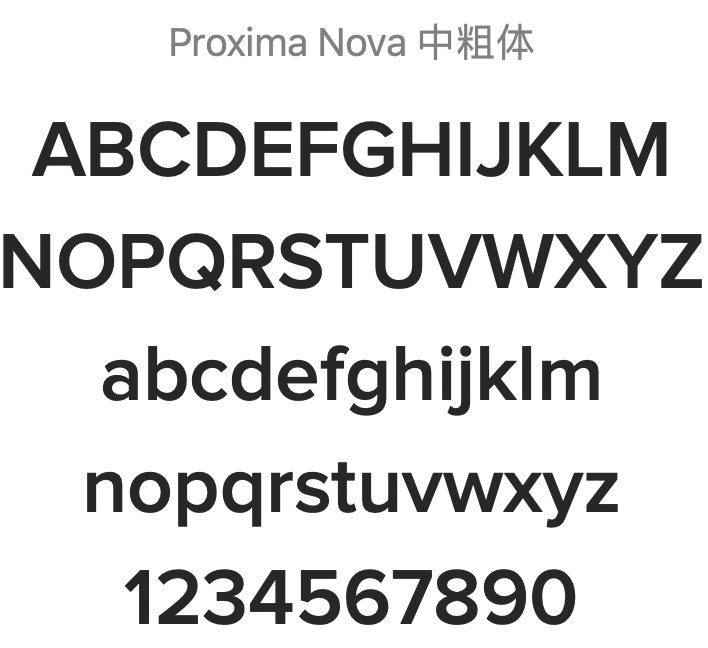 Proxima Nova 中粗体
ABCDEFGHIJKLM
NOPQRSTUVWXYZ
abcdefghijklm
nopqrstuvwxyz
1234567890